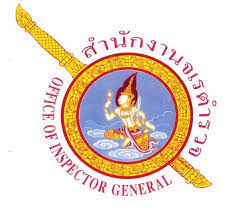 สำนักงานจเรตำรวจ
OFFICE OF INSPECTOR GENERAL